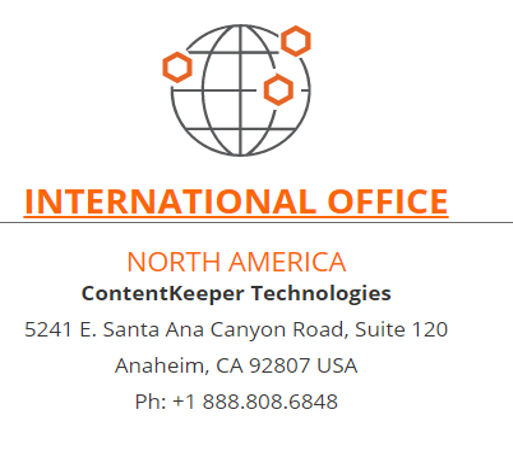 INTERNATIONAL OFFICE
NORTH AMERICA
ContentKeeper Technologies
5241 E. Santa Ana Canyon Road, Suite 120
Anaheim, CA 92807 USA
Ph: +1 888.808.6848